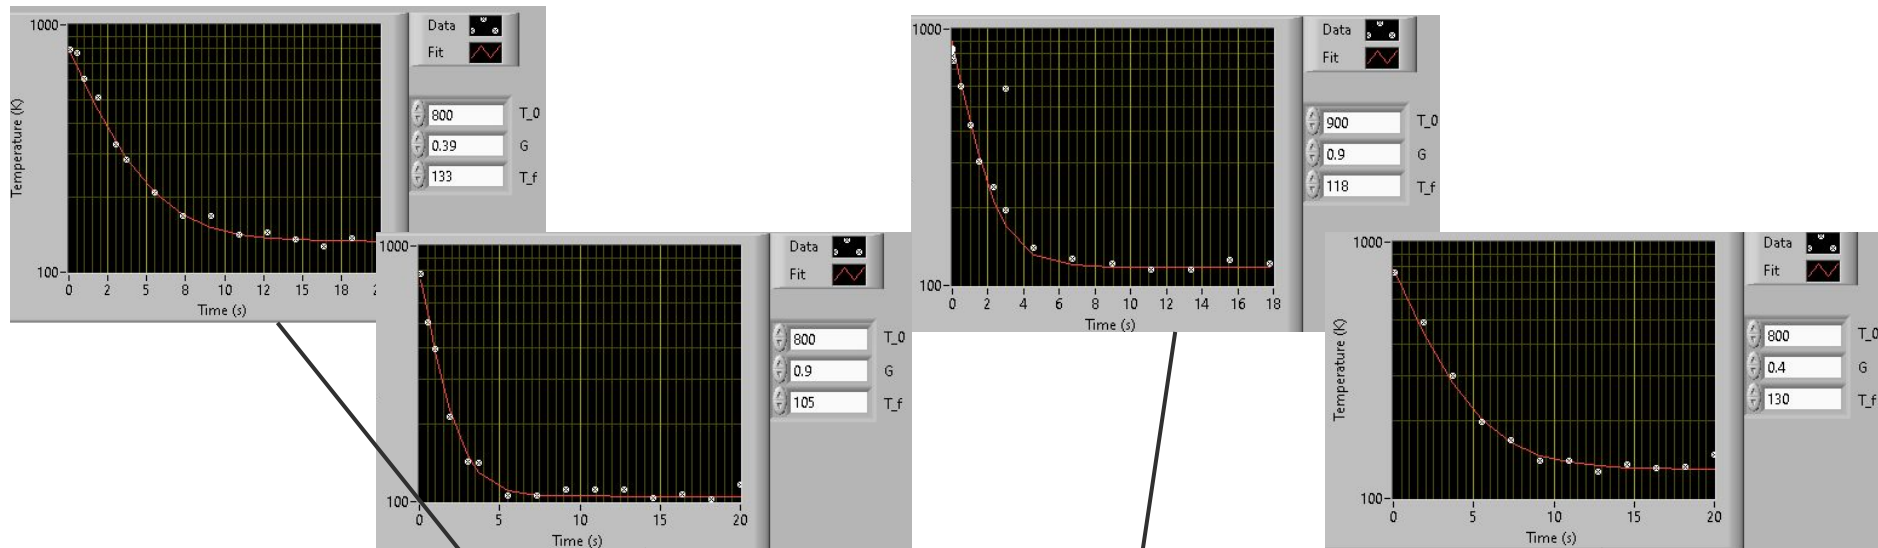 1000
100
0 2 5 8 10 12 15 18 2
Temperature (K)
Time (s)
Data
Fit
800 T_0
0.39 G
133 T_f
1000
100
0 5 10 15 20
Time (s)
Data
Fit
800 T_0
0.9 G
105 T_f
1000
100
0 2 4 6 8 10 12 14 16 18
Time (s)
Data
Fit
900 T_0
0.9 G
118 T_f
1000
100
0 5 10 15 20
Temperature (K)
Time (s)
Data
Fit
800 T_0
0.4 G
130 T_f